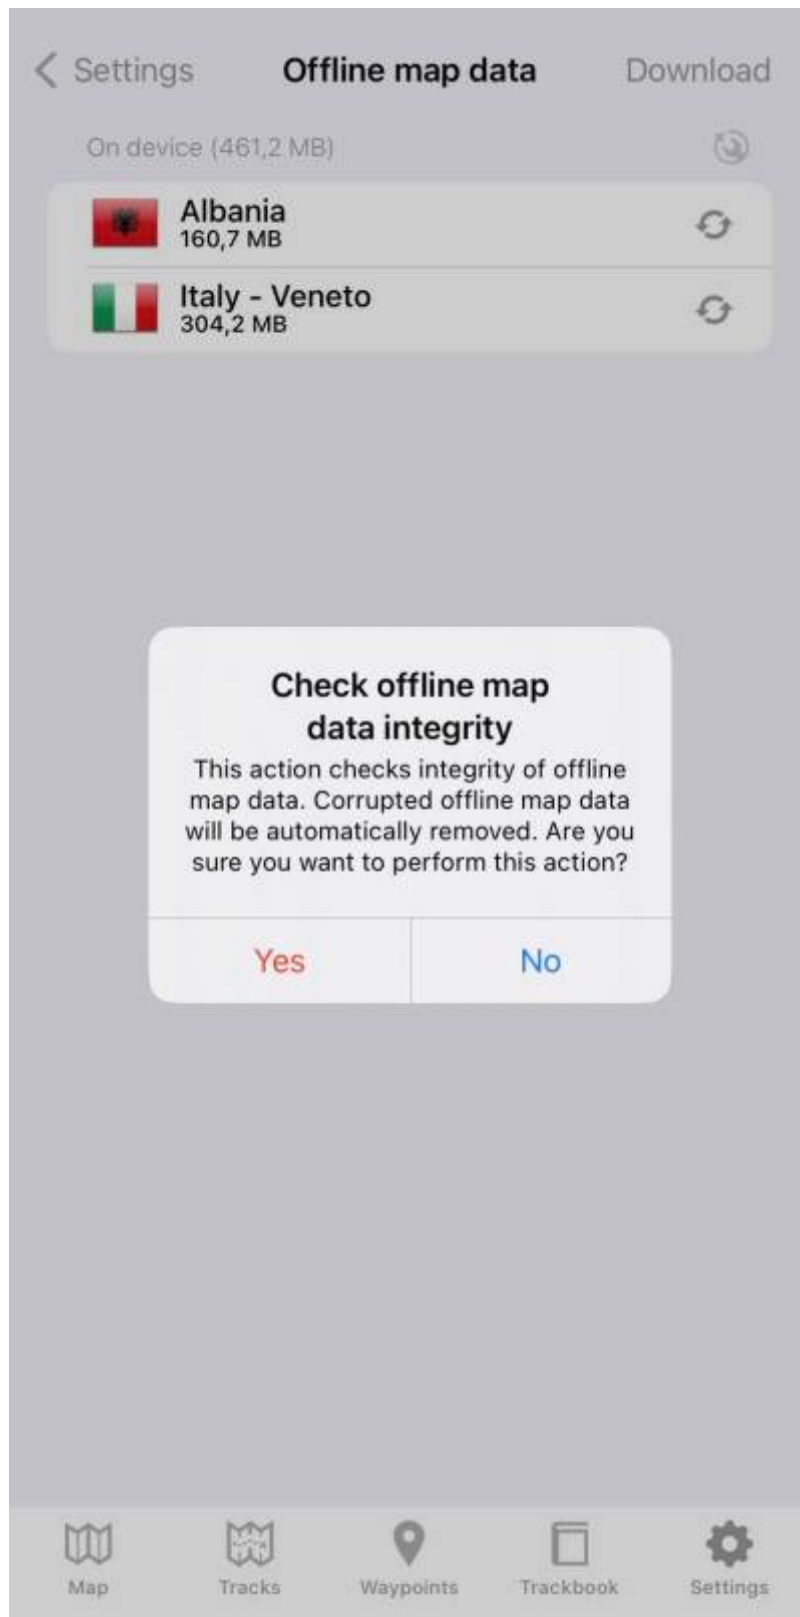 Settings
Offline map data
Download
On device (461,2 MB)
Albania
160,7 MB
Italy - Veneto
304,2 MB
Check offline map
data integrity
This action checks integrity of offline
map data. Corrupted offline map data
will be automatically removed. Are you
sure you want to perform this action?
Yes
No
Map
Tracks
Waypoints
Trackbook
Settings